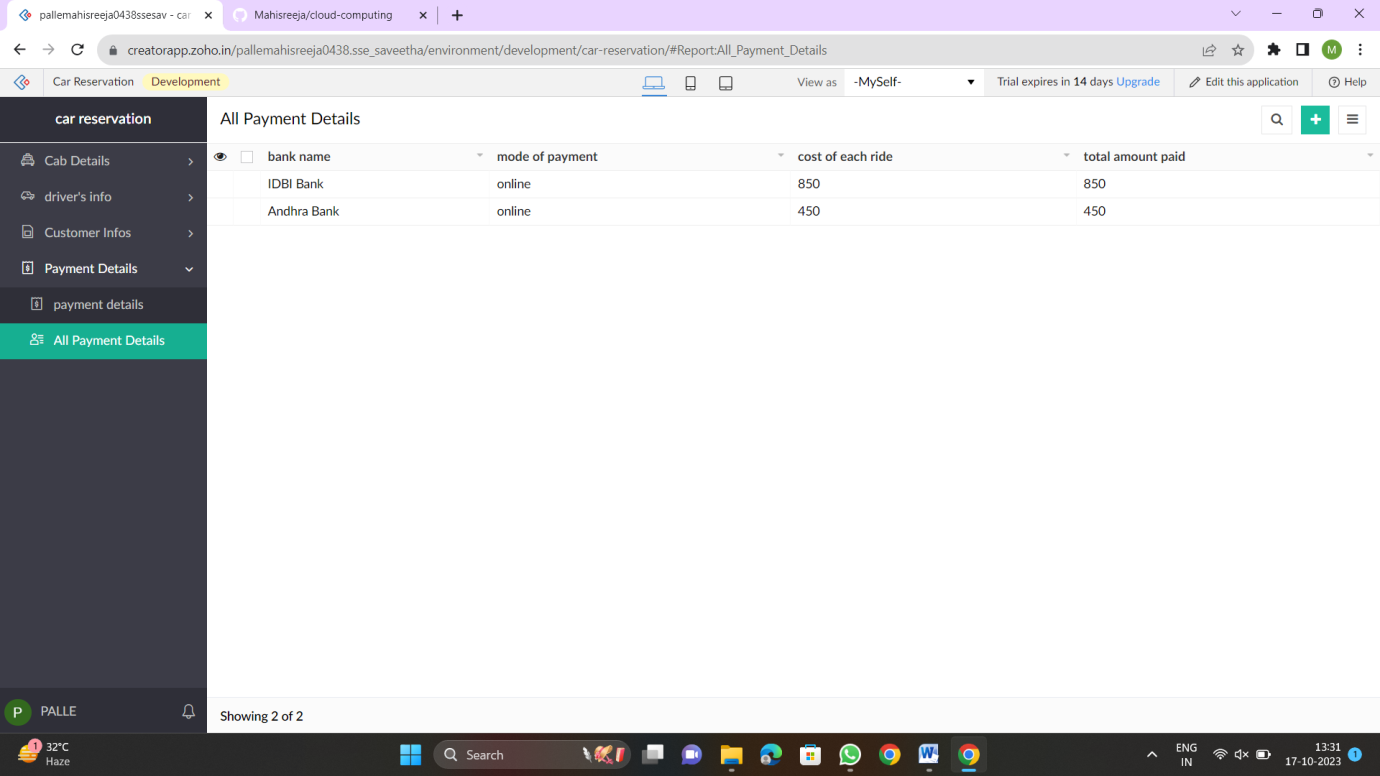 pallemahisreeja0438ssesav - car
Mahisreeja/cloud-computing
creatorapp.zoho.in/pallemahisreeja0438.sse_saveetha/environment/development/car-reservation/#Report:All_Payment_Details
M
Car Reservation Development View as -MySelf- Trial expires in 14 days Upgrade Edit this application Help
car reservation
Cab Details
driver's info
Customer Infos
Payment Details
payment details
All Payment Details
All Payment Details
bank name mode of payment cost of each ride total amount paid
IDBI Bank online 850 850
Andhra Bank online 450 450
Showing 2 of 2
P PALLE
1 32°C
Haze
Search
ENG
IN
13:31
17-10-2023
1